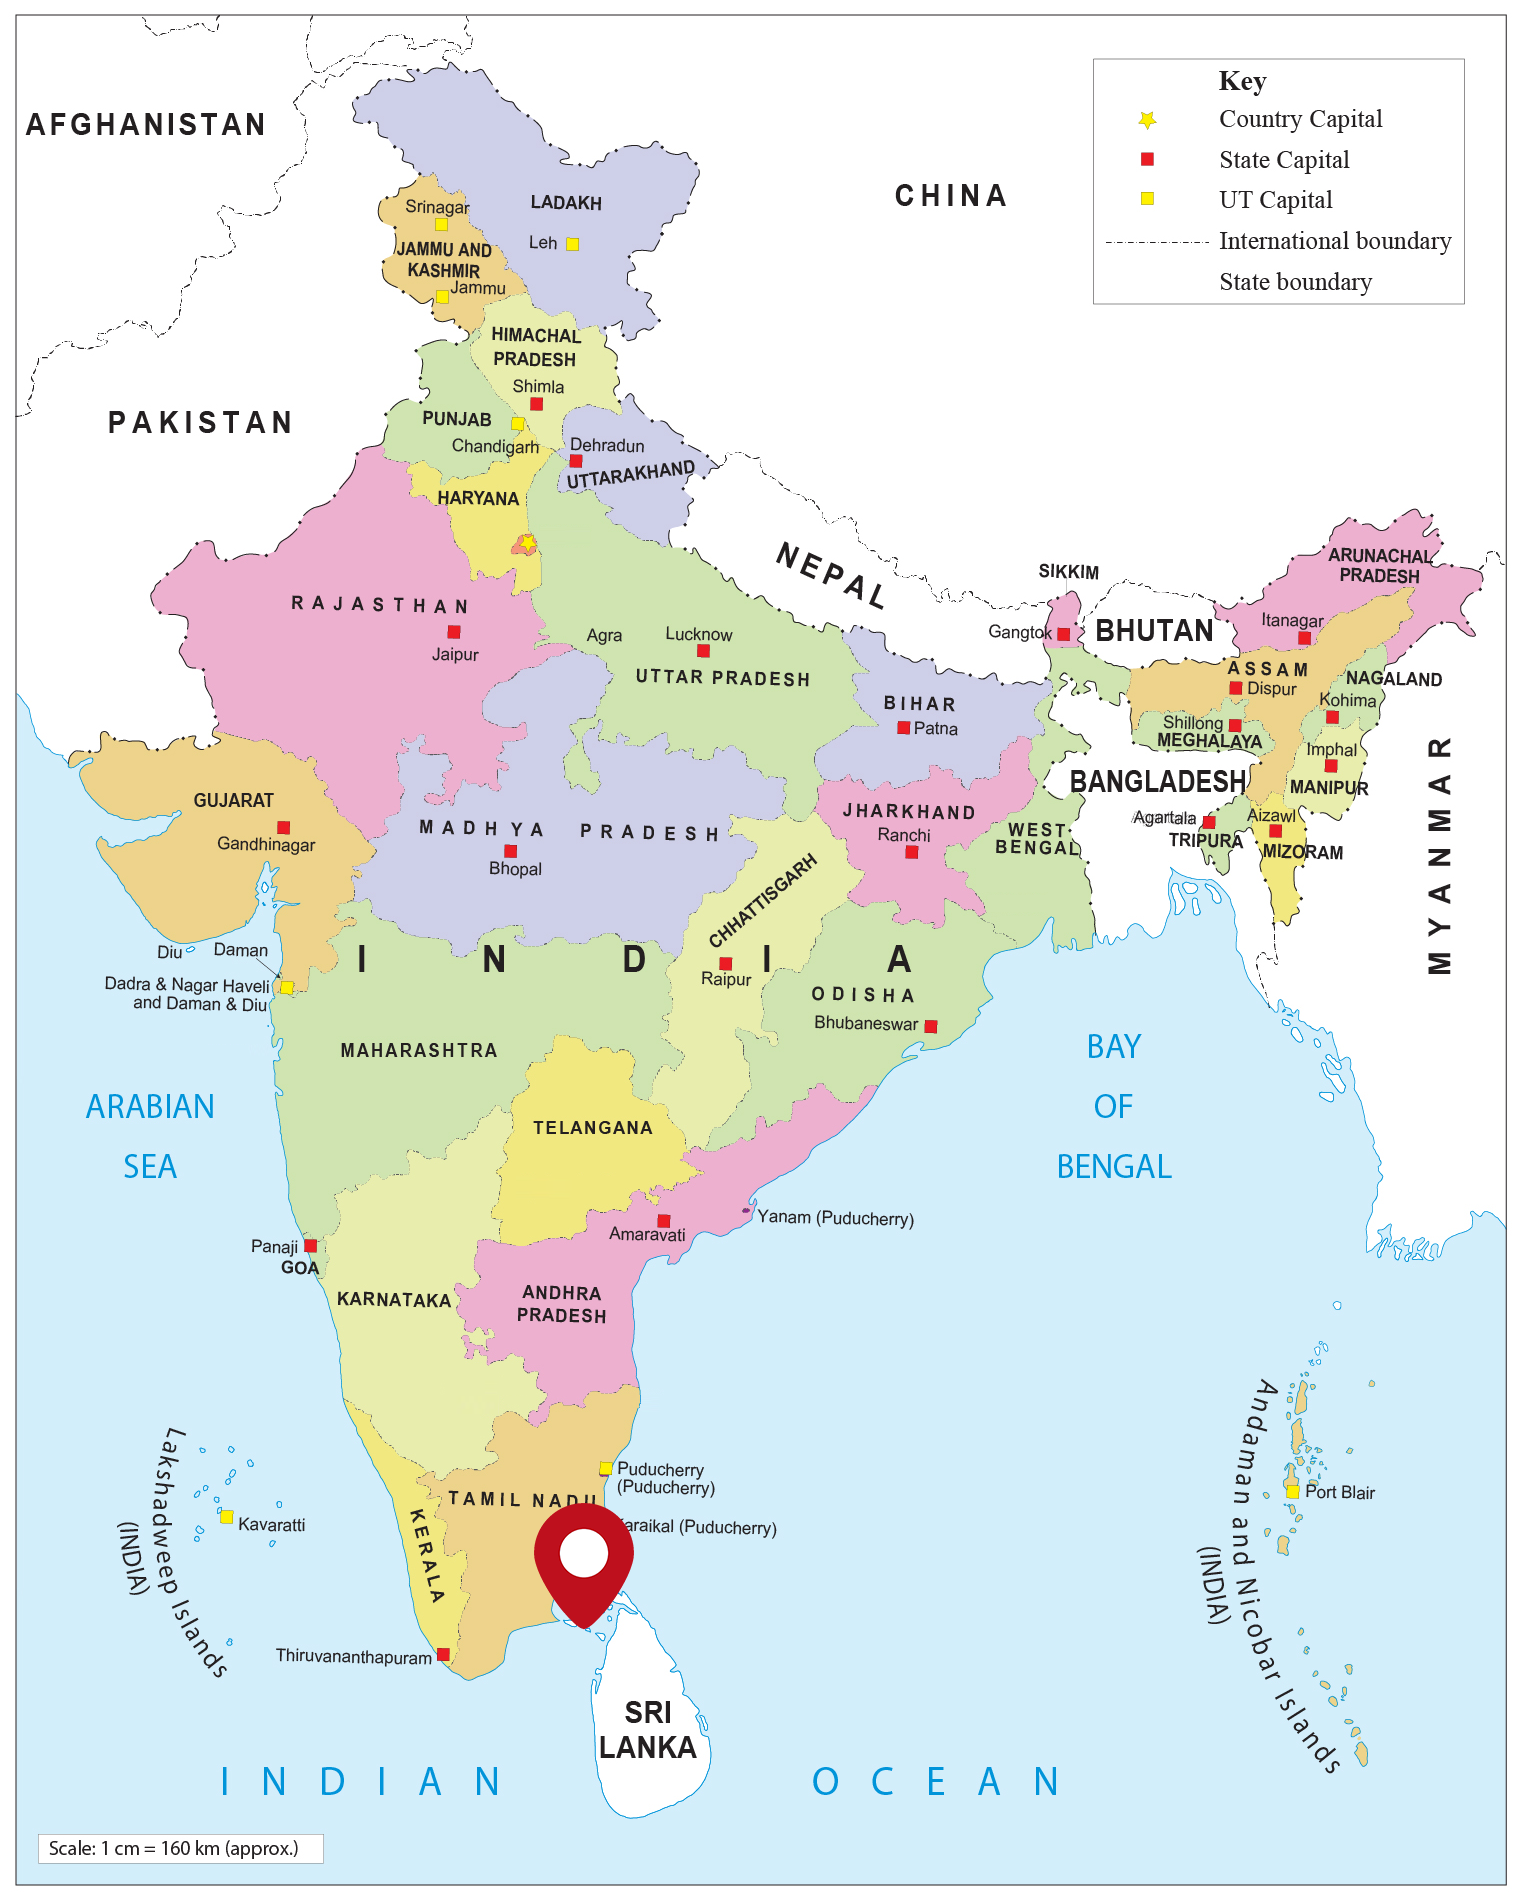 Key
Country Capital
State Capital
UT Capital
International boundary
State boundary
AFGHANISTAN
CHINA
LADAKH
Leh
Srinagar
JAMMU AND
KASHMIR
Jammu
HIMACHAL
PRADESH
Shimla
PAKISTAN
PUNJAB
Chandigarh
Dehradun
UTTARAKHAND
HARYANA
NEPAL
SIKKIM
Gangtok
BHUTAN
ARUNACHAL
PRADESH
Itanagar
RAJASTHAN
Jaipur
Agra
Lucknow
UTTAR PRADESH
BIHAR
Patna
ASSAM
Dispur
NAGALAND
Kohima
Shillong
MEGHALAYA
Imphal
MANIPUR
BANGLADESH
MYANMAR
GUJARAT
Gandhinagar
MADHYA PRADESH
Bhopal
JHARKHAND
Ranchi
WEST
BENGAL
Agartala
TRIPURA
Aizawl
MIZORAM
CHHATTISGARH
Raipur
Diu
Daman
Dadra & Nagar Haveli
and Daman & Diu
INDIA
ODISHA
Bhubaneswar
MAHARASHTRA
ARABIAN
SEA
BAY
OF
BENGAL
TELANGANA
Yanam (Puducherry)
Amaravati
Panaji
GOA
KARNATAKA
ANDHRA
PRADESH
Lakshadweep Islands
(INDIA)
Kavaratti
Puducherry
(Puducherry)
TAMIL NADU
araikal (Puducherry)
KERALA
Thiruvananthapuram
Andaman and Nicobar Islands
(INDIA)
Port Blair
SRI
LANKA
INDIAN OCEAN
Scale: 1 cm = 160 km (approx.)